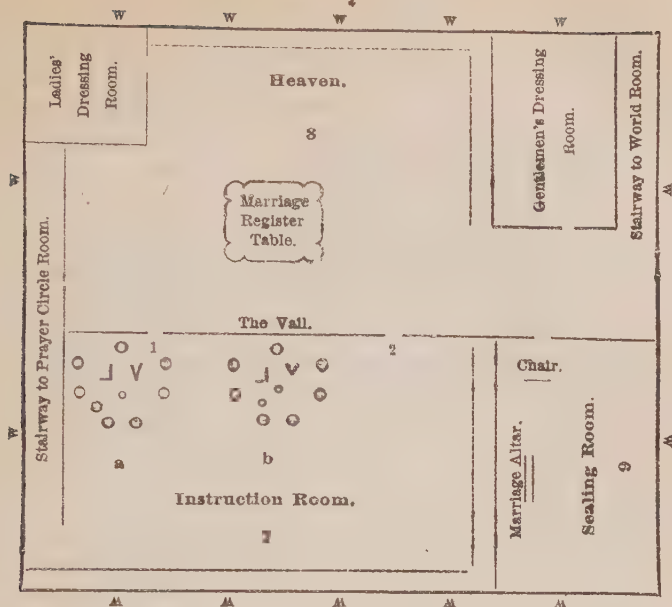 W W W W W
Ladies'
Dressing
Room.
Heaven.
8
Gentlemen's Dressing
Room.
Stairway to World Room.
W
W
Marriage
Register
Table.
Stairway to Prayer Circle Room.
The Vail.
1
2
L V
L V
a
b
Chair.
Marriage Altar.
Sealing Room.
9
W
W
Instruction Room.
7
W W W W W